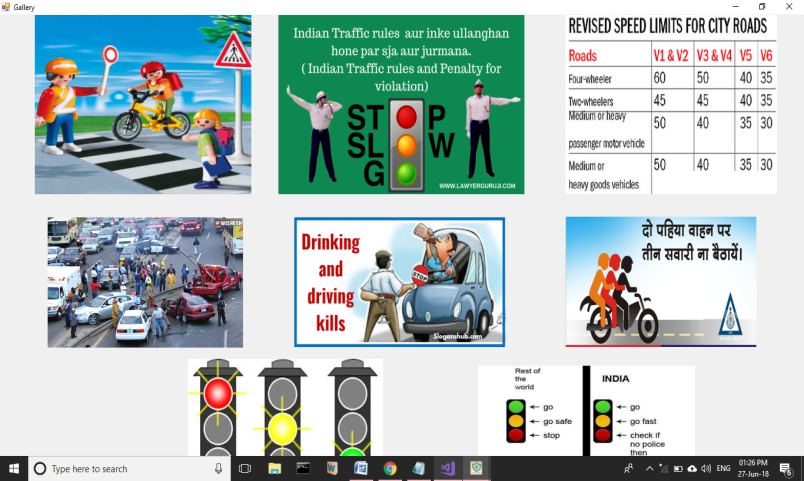 Gallery
Indian Traffic rules aur inke ullanghan
hone par sja aur jurmana.
( Indian Traffic rules and Penalty for
violation)
ST P
SL W
G
WWW.LAWYERGURUJI.COM
REVISED SPEED LIMITS FOR CITY ROADS
Roads V1 & V2 V3 & V4 V5 V6
Four-wheeler 60 50 40 35
Two-wheelers 45 45 40 35
Medium or heavy
passenger motor vehicle 50 40 35 30
Medium or
heavy goods vehicles 50 40 35 30
Drinking
and
driving
kills
STOP
Sloganshub.com
दो पहिया वाहन पर
तीन सवारी ना बैठायें।
Rest of
the
world
go
go safe
stop
INDIA
go
go fast
check if
no police
then
Type here to search
ENG
01:26 PM
27-Jun-18
5